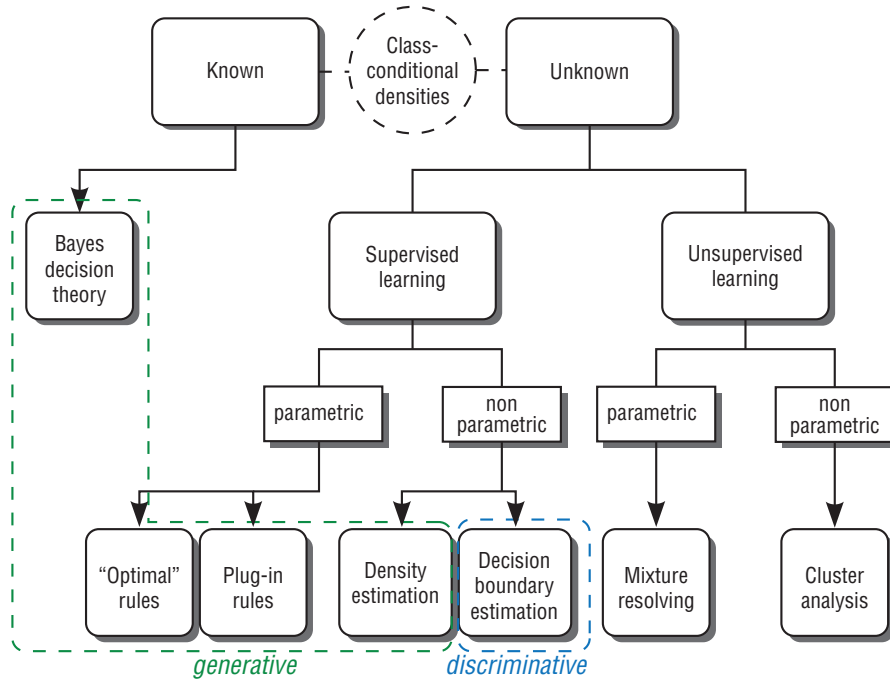 Known
Class-
conditional
densities
Unknown
Bayes
decision
theory
Supervised
learning
Unsupervised
learning
parametric
non
parametric
parametric
non
parametric
“Optimal”
rules
Plug-in
rules
Density
estimation
Decision
boundary
estimation
Mixture
resolving
Cluster
analysis
generative
discriminative